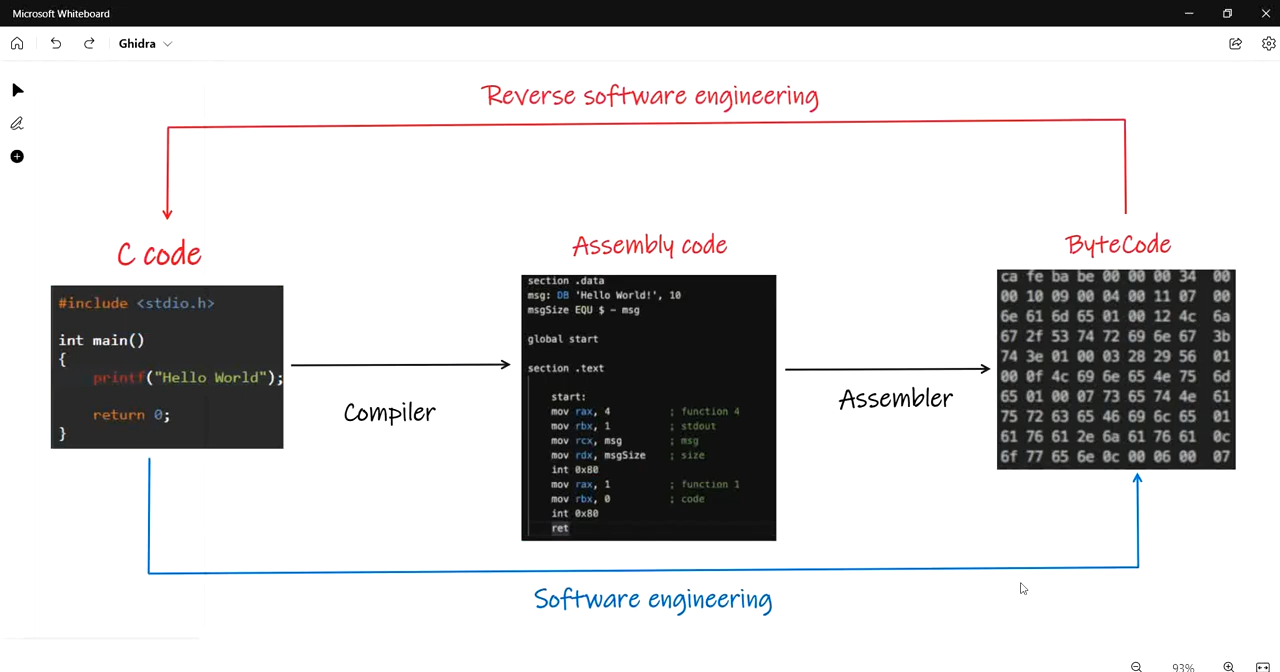 Microsoft Whiteboard
Ghidra
Reverse software engineering
C code
#include <stdio.h>
int main()
{
printf("Hello World");
return 0;
}
Compiler
Assembly code
section .data
msg: DB 'Hello World!', 10
msgSize EQU $ - msg
global start
section .text
start:
mov rax, 4 ; function 4
mov rbx, 1 ; stdout
mov rcx, msg ; msg
mov rdx, msgSize ; size
int 0x80
mov rax, 1 ; function 1
mov rbx, 0 ; code
int 0x80
ret
Assembler
ByteCode
ca fe ba be 00 00 00 34 00
00 10 09 00 04 00 11 07 00
6e 61 6d 65 01 00 12 4c 6a
67 2f 53 74 72 69 6e 67 3b
74 3e 01 00 03 28 29 56 01
00 0f 4c 69 6e 65 4e 75 6d
65 01 00 07 73 65 74 4e 61
75 72 63 65 46 69 6c 65 01
61 76 61 2e 6a 61 76 61 0c
6f 77 65 6e 0c 00 06 00 07
Software engineering
93%